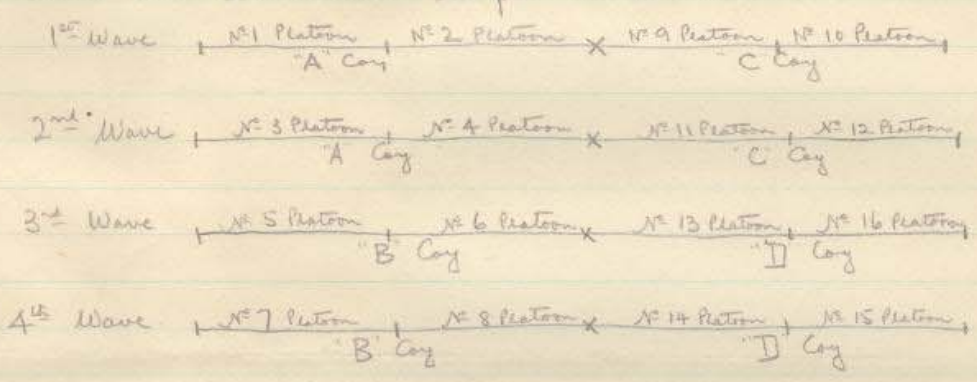 1st Wave No 1 Platoon No 2 Platoon No 9 Platoon No 10 Platoon
"A" Coy "C" Coy
2nd Wave No 3 Platoon No 4 Platoon No 11 Platoon No 12 Platoon
"A" Coy "C" Coy
3rd Wave No 5 Platoon No 6 Platoon No 13 Platoon No 16 Platoon
"B" Coy "D" Coy
4th Wave No 7 Platoon No 8 Platoon No 14 Platoon No 15 Platoon
"B" Coy "D" Coy